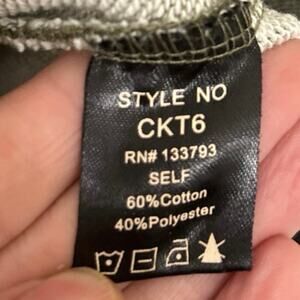 STYLE NO
CKT6
RN# 133793
SELF
60%Cotton
40%Polyester